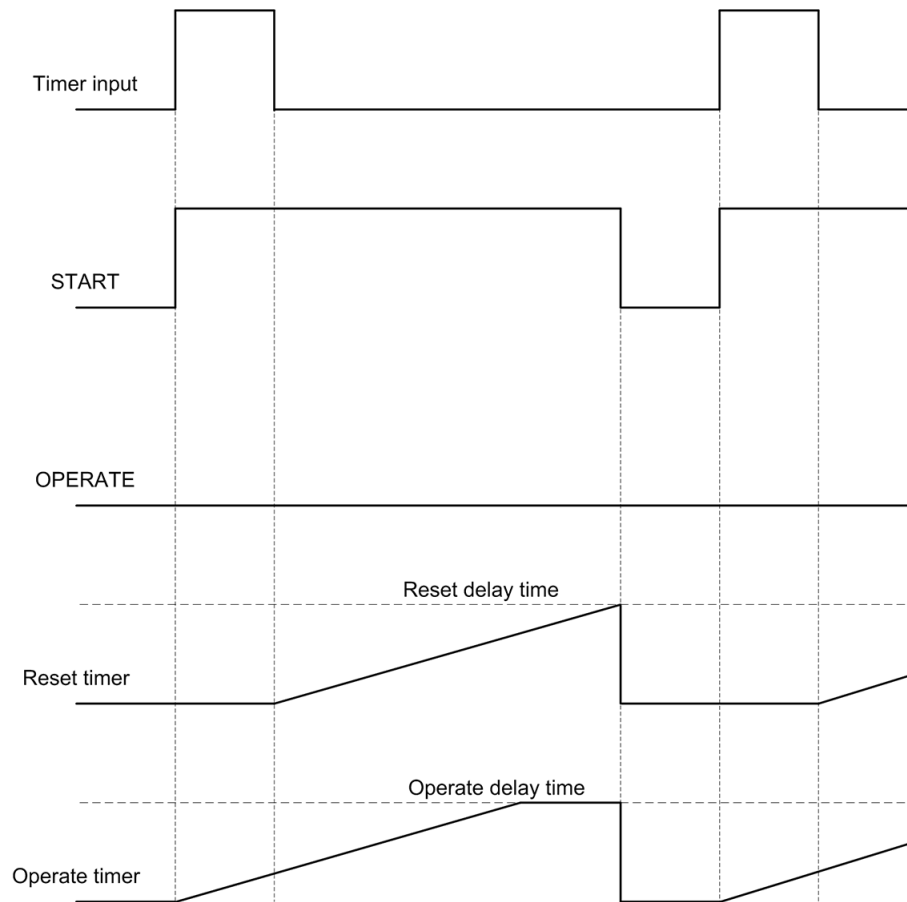 Timer input
START
OPERATE
Reset delay time
Reset timer
Operate delay time
Operate timer